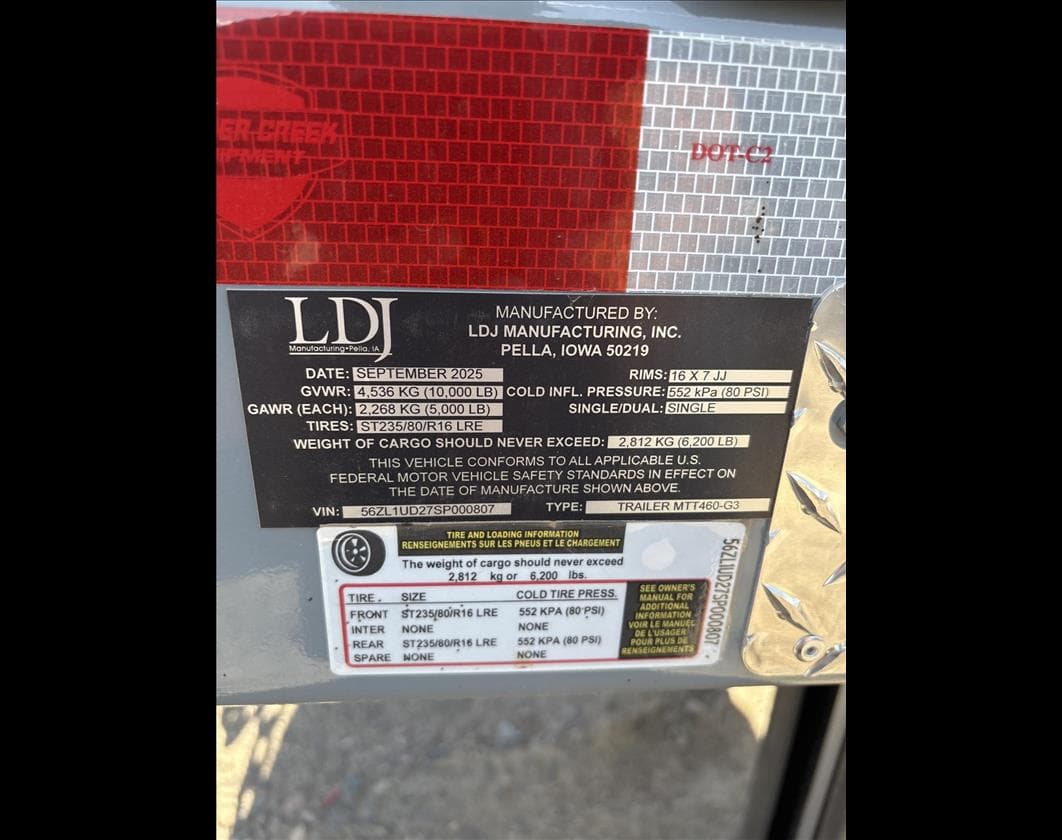 CREEK
DOT-C2
LDJ
Manufacturing•Pella, IA
MANUFACTURED BY:
LDJ MANUFACTURING, INC.
PELLA, IOWA 50219
DATE: SEPTEMBER 2025
RIMS: 16 X 7 JJ
GVWR: 4,536 KG (10,000 LB)
COLD INFL. PRESSURE: 552 kPa (80 PSI)
GAWR (EACH): 2,268 KG (5,000 LB)
SINGLE/DUAL: SINGLE
TIRES: ST235/80/R16 LRE
WEIGHT OF CARGO SHOULD NEVER EXCEED: 2,812 KG (6,200 LB)
THIS VEHICLE CONFORMS TO ALL APPLICABLE U.S.
FEDERAL MOTOR VEHICLE SAFETY STANDARDS IN EFFECT ON
THE DATE OF MANUFACTURE SHOWN ABOVE.
VIN: 56ZL1UD27SP000807
TYPE: TRAILER MTT460-G3
TIRE AND LOADING INFORMATION
RENSEIGNEMENTS SUR LES PNEUS ET LE CHARGEMENT
The weight of cargo should never exceed
2,812 kg or 6,200 lbs.
TIRE . SIZE COLD TIRE PRESS.
FRONT ST235/80/R16 LRE 552 KPA (80 PSI)
INTER NONE NONE
REAR ST235/80/R16 LRE 552 KPA (80 PSI)
SPARE NONE NONE
SEE OWNER'S
MANUAL FOR
ADDITIONAL
INFORMATION
VOIR LE MANUEL
DE L'USAGER
POUR PLUS DE
RENSEIGNEMENTS
56ZL1UD27SP000807